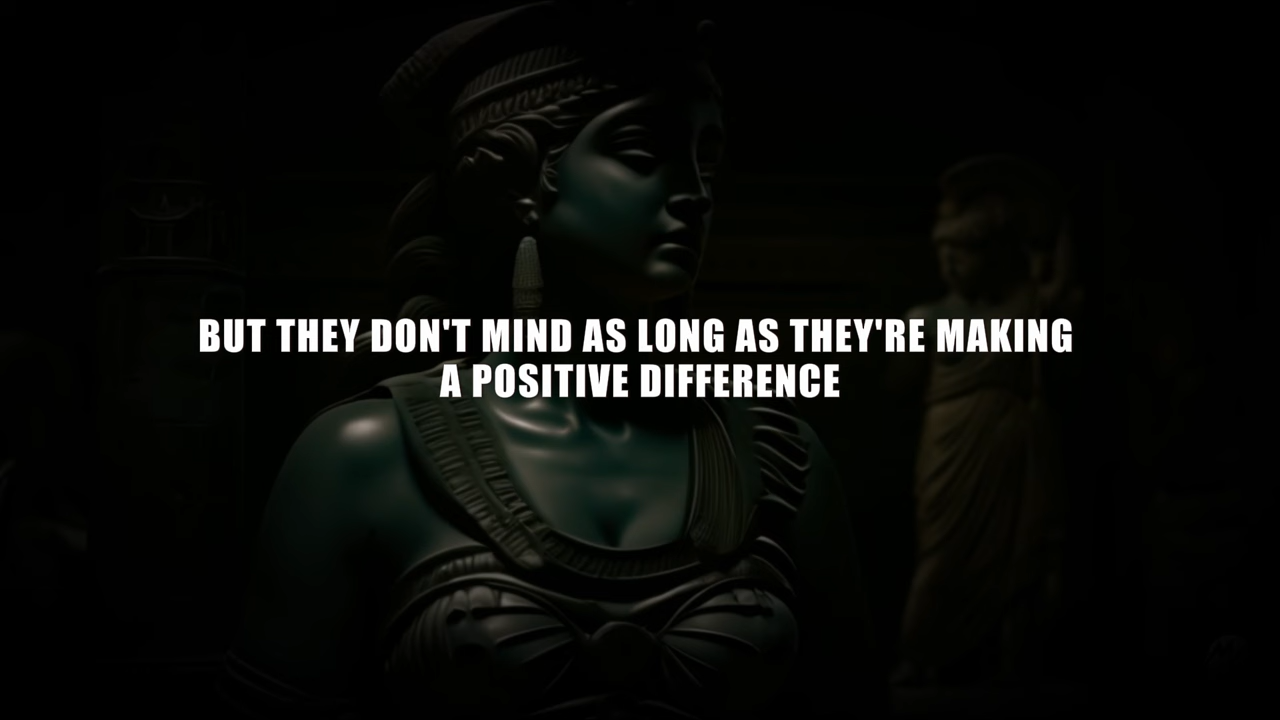 BUT THEY DON'T MIND AS LONG AS THEY'RE MAKING
A POSITIVE DIFFERENCE